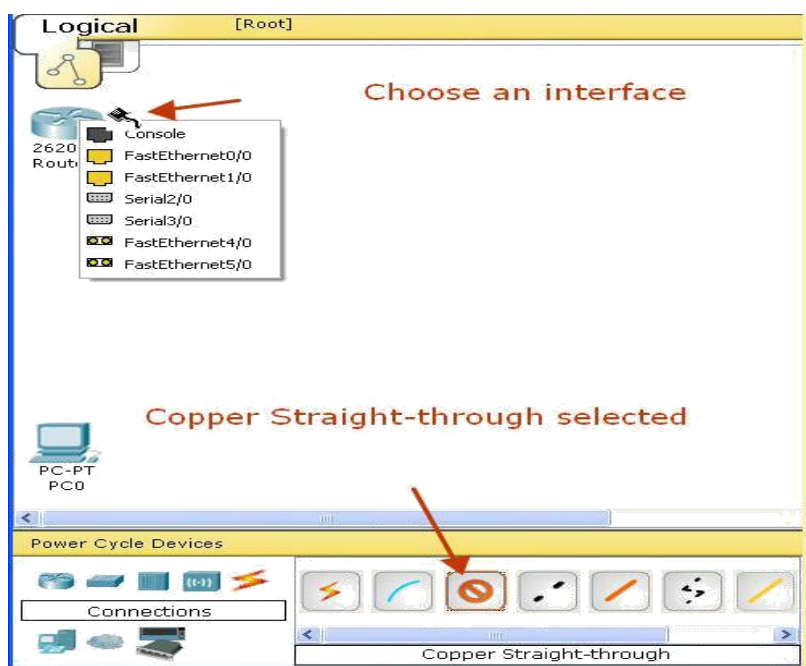 Logical [Root]
Choose an interface
Console
2620
FastEthernet0/0
FastEthernet1/0
Serial2/0
Serial3/0
FastEthernet4/0
FastEthernet5/0
Copper Straight-through selected
PC-PT
PC0
Power Cycle Devices
Connections
Copper Straight-through